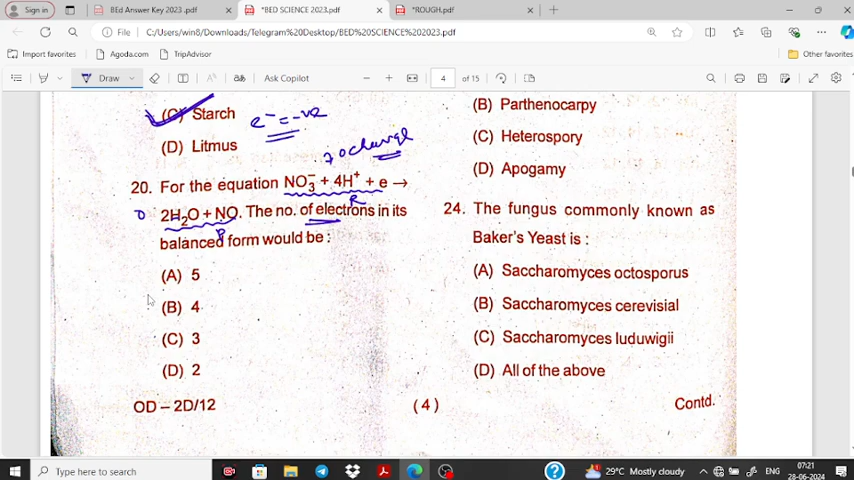 Sign in
BEd Answer Key 2023 .pdf
*BED SCIENCE 2023.pdf
*ROUGH.pdf
File
C:/Users/win8/Downloads/Telegram%20Desktop/BED%20SCIENCE%202023.pdf
Import favorites
Agoda.com
TripAdvisor
Other favorites
Draw
Ask Copilot
4
of 15
(C) Starch
(D) Litmus
e⁻ = -ve
20. For the equation NO₃⁻ + 4H⁺ + e →
2H₂O + NO. The no. of electrons in its
balanced form would be :
0
R
P
(A) 5
(B) 4
(C) 3
(D) 2
OD – 2D/12
(B) Parthenocarpy
(C) Heterospory
(D) Apogamy
24. The fungus commonly known as
Baker's Yeast is :
(A) Saccharomyces octosporus
(B) Saccharomyces cerevisial
(C) Saccharomyces luduwigii
(D) All of the above
( 4 )
Contd.
Type here to search
29°C Mostly cloudy
ENG
07:21
28-06-2024